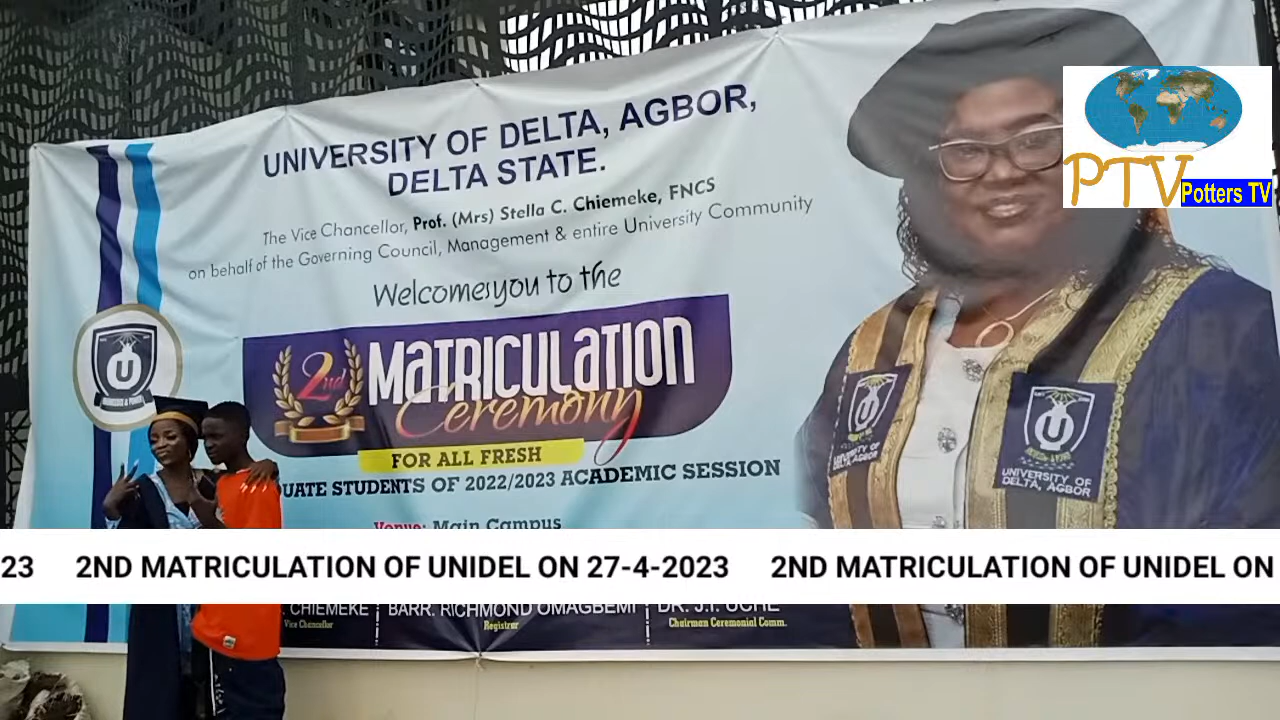 UNIVERSITY OF DELTA, AGBOR,
DELTA STATE.
The Vice Chancellor, Prof. (Mrs) Stella C. Chiemeke, FNCS
on behalf of the Governing Council, Management & entire University Community
Welcomes you to the
2nd MATRICULATION
Ceremony
FOR ALL FRESH
UATE STUDENTS OF 2022/2023 ACADEMIC SESSION
Venue: Main Campus
PTV
Potters TV
U
U
UNIVERSITY OF
DELTA, AGBOR
U
UNIVERSITY OF
DELTA, AGBOR
23 2ND MATRICULATION OF UNIDEL ON 27-4-2023 2ND MATRICULATION OF UNIDEL ON
. CHIEMEKE BARR. RICHMOND OMAGBEMI DR. J.I. UCHE
Vice Chancellor Registrar Chairman Ceremonial Comm.